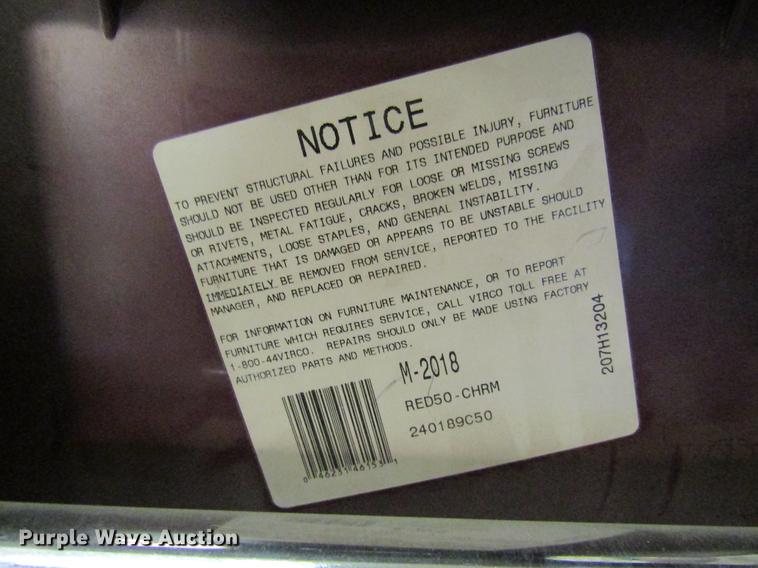 NOTICE
TO PREVENT STRUCTURAL FAILURES AND POSSIBLE INJURY, FURNITURE
SHOULD NOT BE USED OTHER THAN FOR ITS INTENDED PURPOSE AND
SHOULD BE INSPECTED REGULARLY FOR LOOSE OR MISSING SCREWS
OR RIVETS, METAL FATIGUE, CRACKS, BROKEN WELDS, MISSING
ATTACHMENTS, LOOSE STAPLES, AND GENERAL INSTABILITY.
FURNITURE THAT IS DAMAGED OR APPEARS TO BE UNSTABLE SHOULD
IMMEDIATELY BE REMOVED FROM SERVICE, REPORTED TO THE FACILITY
MANAGER, AND REPLACED OR REPAIRED.
FOR INFORMATION ON FURNITURE MAINTENANCE, OR TO REPORT
FURNITURE WHICH REQUIRES SERVICE, CALL VIRCO TOLL FREE AT
1-800-44VIRCO. REPAIRS SHOULD ONLY BE MADE USING FACTORY
AUTHORIZED PARTS AND METHODS.
207H13204
M-2018
RED50-CHRM
240189C50
0 46231 46153 1
Purple Wave Auction